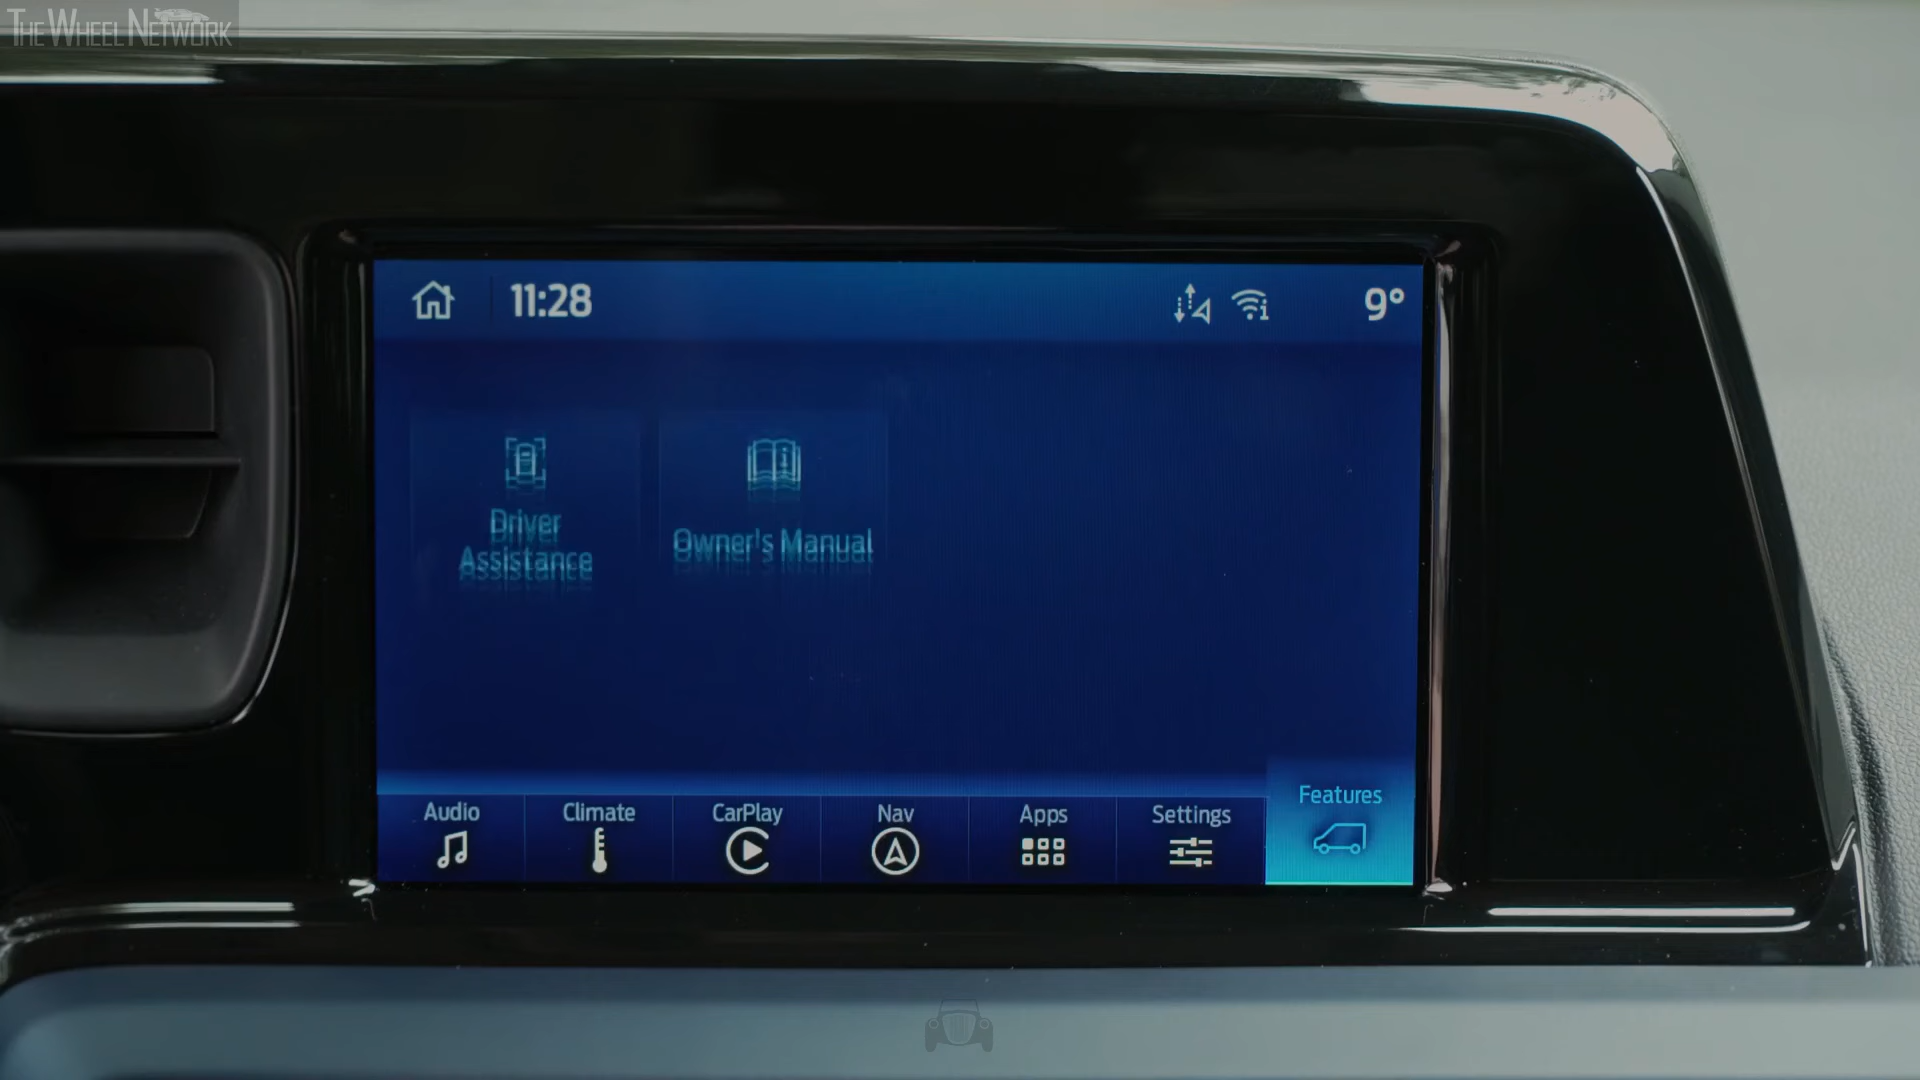 THE WHEEL NETWORK
11:28
9°
Driver
Assistance
Owner's Manual
Audio
Climate
CarPlay
Nav
Apps
Settings
Features